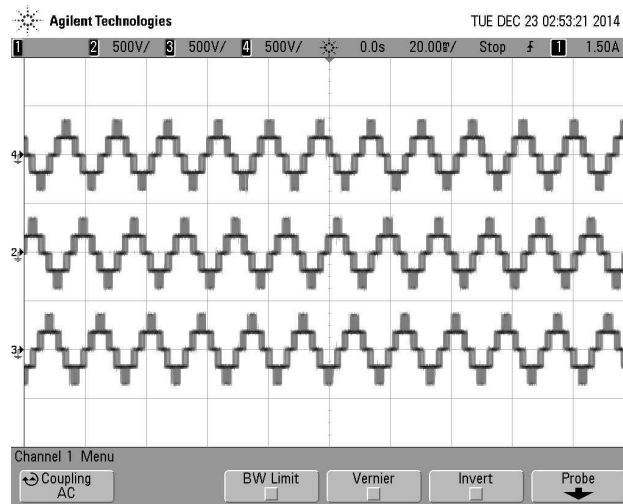 Agilent Technologies TUE DEC 23 02:53:21 2014
1 2 500V/ 3 500V/ 4 500V/ 0.0s 20.00ms/ Stop 1 1.50A
4
2
3
Channel 1 Menu
Coupling BW Limit Vernier Invert Probe
AC